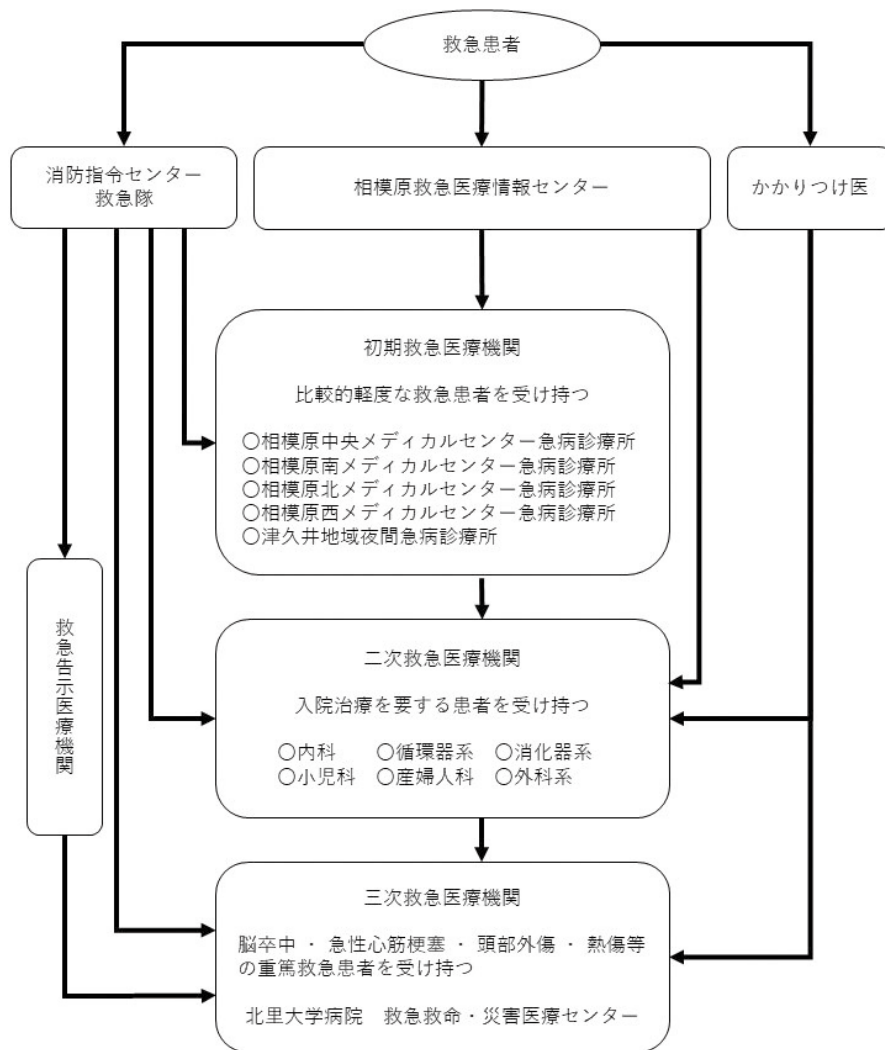 救急患者
消防指令センター
救急隊
相模原救急医療情報センター
かかりつけ医
初期救急医療機関
比較的軽度な救急患者を受け持つ
○相模原中央メディカルセンター急病診療所
○相模原南メディカルセンター急病診療所
○相模原北メディカルセンター急病診療所
○相模原西メディカルセンター急病診療所
○津久井地域夜間急病診療所
救急告示医療機関
二次救急医療機関
入院治療を要する患者を受け持つ
○内科　○循環器系　○消化器系
○小児科　○産婦人科　○外科系
三次救急医療機関
脳卒中 ・ 急性心筋梗塞 ・ 頭部外傷 ・ 熱傷等
の重篤救急患者を受け持つ
北里大学病院　救急救命・災害医療センター